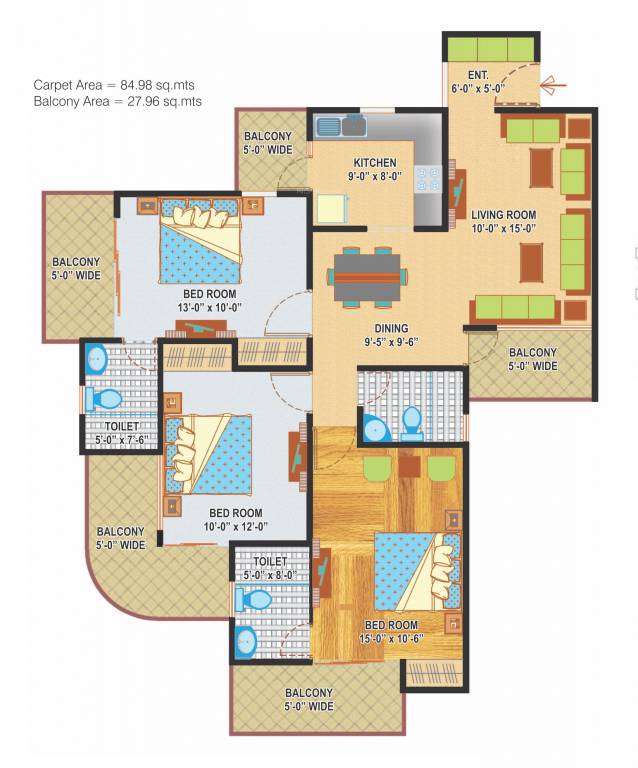 Carpet Area = 84.98 sq.mts
Balcony Area = 27.96 sq.mts
ENT.
6'-0" x 5'-0"
BALCONY
5'-0" WIDE
KITCHEN
9'-0" x 8'-0"
LIVING ROOM
10'-0" x 15'-0"
BALCONY
5'-0" WIDE
BED ROOM
13'-0" x 10'-0"
DINING
9'-5" x 9'-6"
BALCONY
5'-0" WIDE
TOILET
5'-0" x 7'-6"
BED ROOM
10'-0" x 12'-0"
BALCONY
5'-0" WIDE
TOILET
5'-0" x 8'-0"
BED ROOM
15'-0" x 10'-6"
BALCONY
5'-0" WIDE